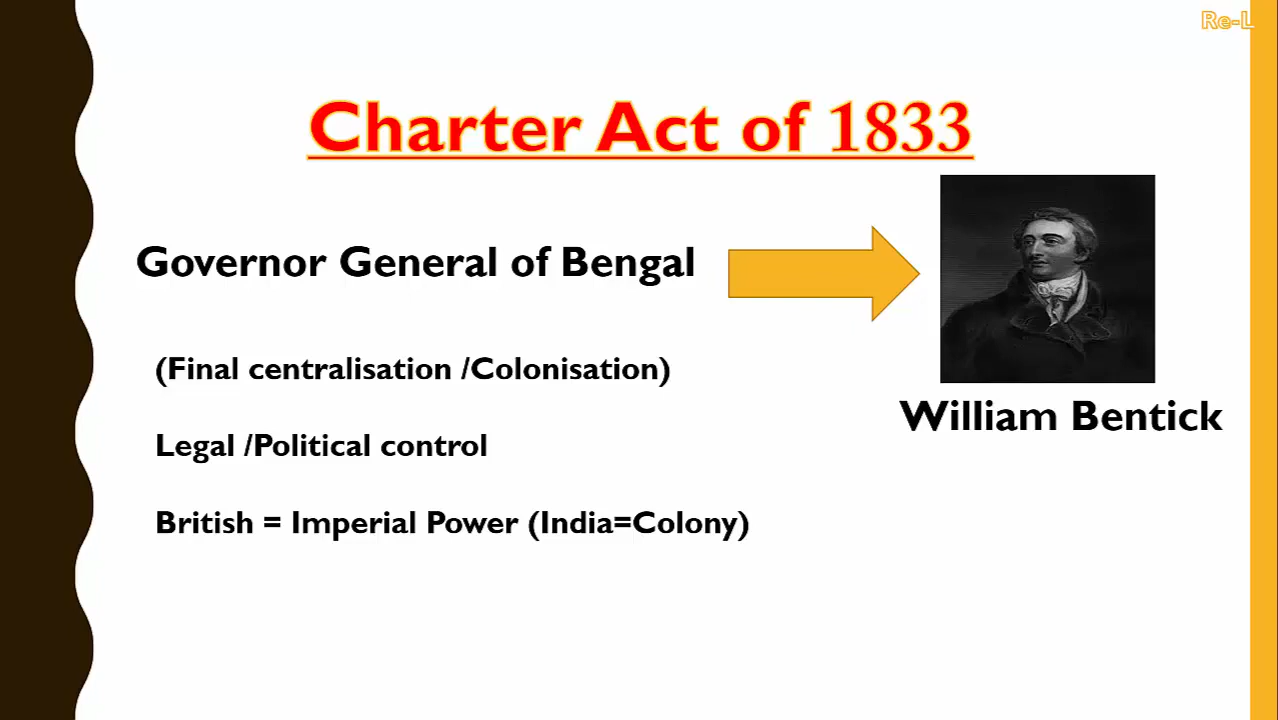 Re-L
Charter Act of 1833
Governor General of Bengal
(Final centralisation /Colonisation)
William Bentick
Legal /Political control
British = Imperial Power (India=Colony)